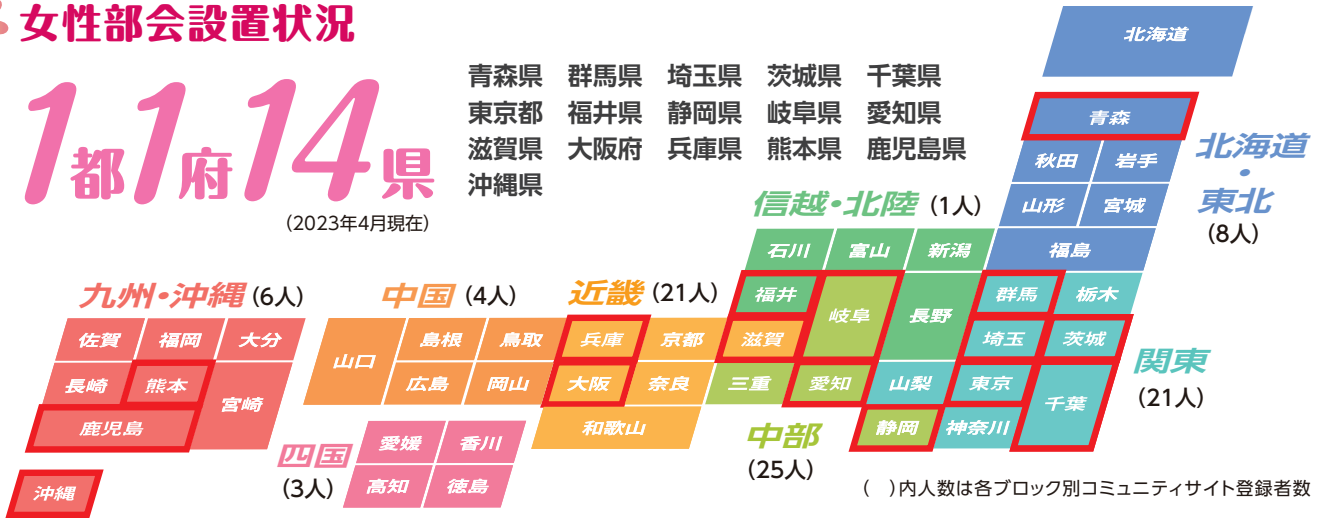 女性部会設置状況
1都1府14県
(2023年4月現在)
青森県 群馬県 埼玉県 茨城県 千葉県
東京都 福井県 静岡県 岐阜県 愛知県
滋賀県 大阪府 兵庫県 熊本県 鹿児島県
沖縄県
北海道
青森
秋田 岩手
山形 宮城
福島
北海道・東北
(8人)
信越・北陸 (1人)
石川 富山 新潟
福井 長野
関東
(21人)
群馬 栃木
埼玉 茨城
山梨 東京 千葉
神奈川
中部
(25人)
岐阜
三重 愛知
静岡
近畿 (21人)
兵庫 京都 滋賀
大阪 奈良
和歌山
中国 (4人)
山口 島根 鳥取
広島 岡山
四国
(3人)
愛媛 香川
高知 徳島
九州・沖縄 (6人)
佐賀 福岡 大分
長崎 熊本 宮崎
鹿児島
沖縄
( )内人数は各ブロック別コミュニティサイト登録者数